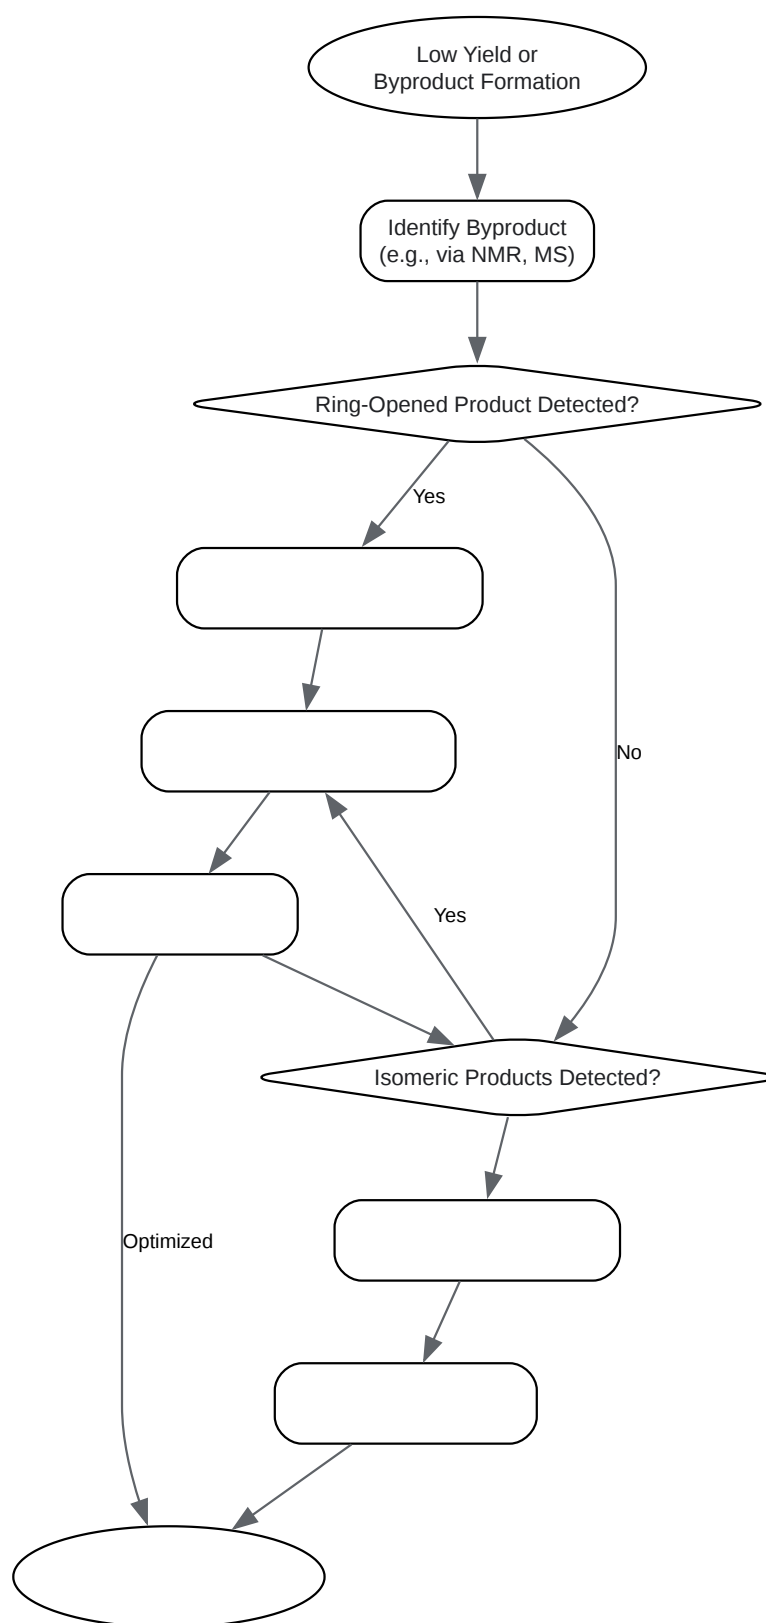 Low Yield or
Byproduct Formation
Identify Byproduct
(e.g., via NMR, MS)
Ring-Opened Product Detected?
Yes
No
Yes
Isomeric Products Detected?
Optimized